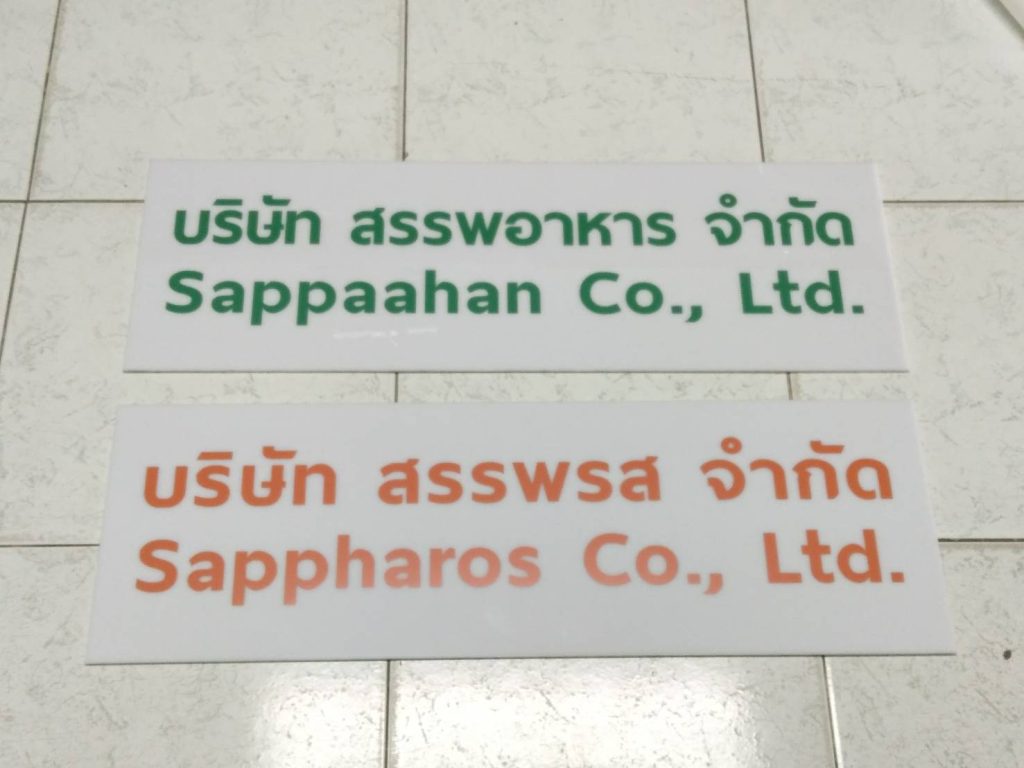 บริษัท สรรพอาหาร จำกัด
Sappaahan Co., Ltd.
บริษัท สรรพรส จำกัด
Sappharos Co., Ltd.